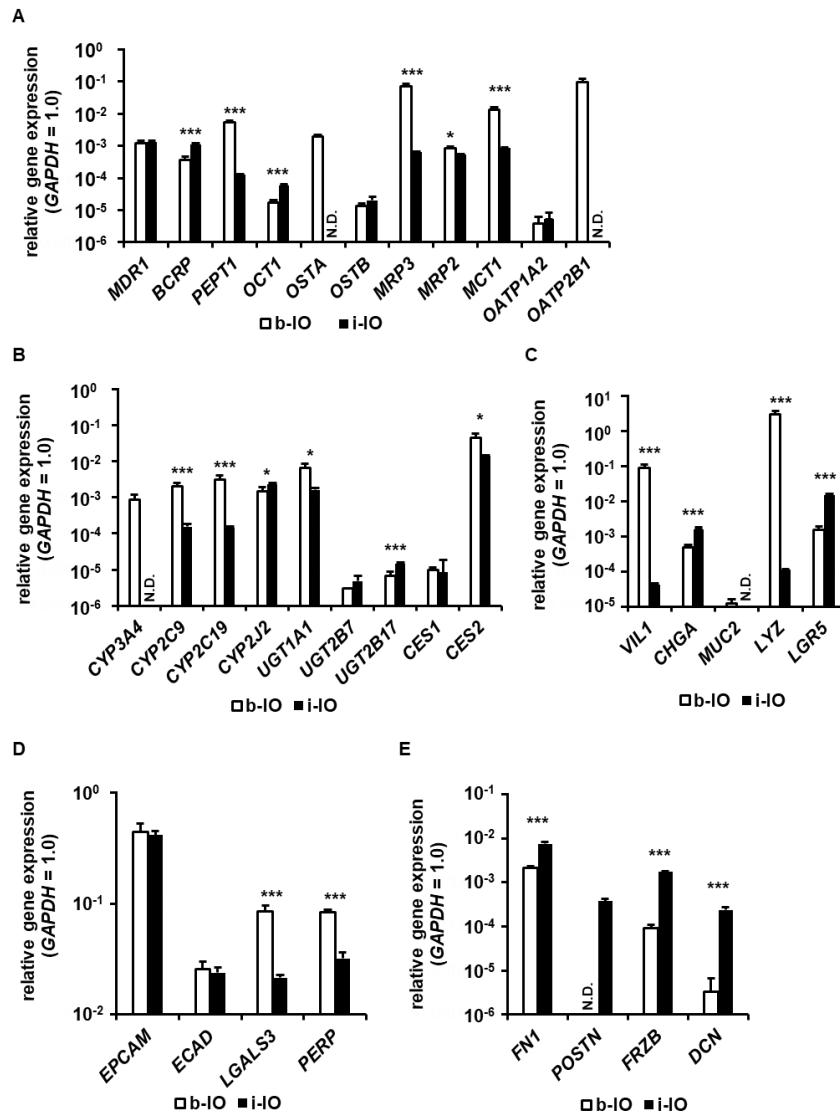 A
relative gene expression
(GAPDH = 1.0)
10⁰
10⁻¹
10⁻²
10⁻³
10⁻⁴
10⁻⁵
10⁻⁶
*** *** *** N.D. *** * *** N.D.
MDR1 BCRP PEPT1 OCT1 OSTA OSTB MRP3 MRP2 MCT1 OATP1A2 OATP2B1
b-IO i-IO
B
relative gene expression
(GAPDH = 1.0)
10⁰
10⁻¹
10⁻²
10⁻³
10⁻⁴
10⁻⁵
10⁻⁶
N.D. *** *** * * *** *
CYP3A4 CYP2C9 CYP2C19 CYP2J2 UGT1A1 UGT2B7 UGT2B17 CES1 CES2
b-IO i-IO
C
relative gene expression
(GAPDH = 1.0)
10¹
10⁰
10⁻¹
10⁻²
10⁻³
10⁻⁴
10⁻⁵
*** *** N.D. *** ***
VIL1 CHGA MUC2 LYZ LGR5
b-IO i-IO
D
relative gene expression
(GAPDH = 1.0)
10⁰
10⁻¹
10⁻²
*** ***
EPCAM ECAD LGALS3 PERP
b-IO i-IO
E
relative gene expression
(GAPDH = 1.0)
10⁻¹
10⁻²
10⁻³
10⁻⁴
10⁻⁵
10⁻⁶
*** N.D. *** ***
FN1 POSTN FRZB DCN
b-IO i-IO